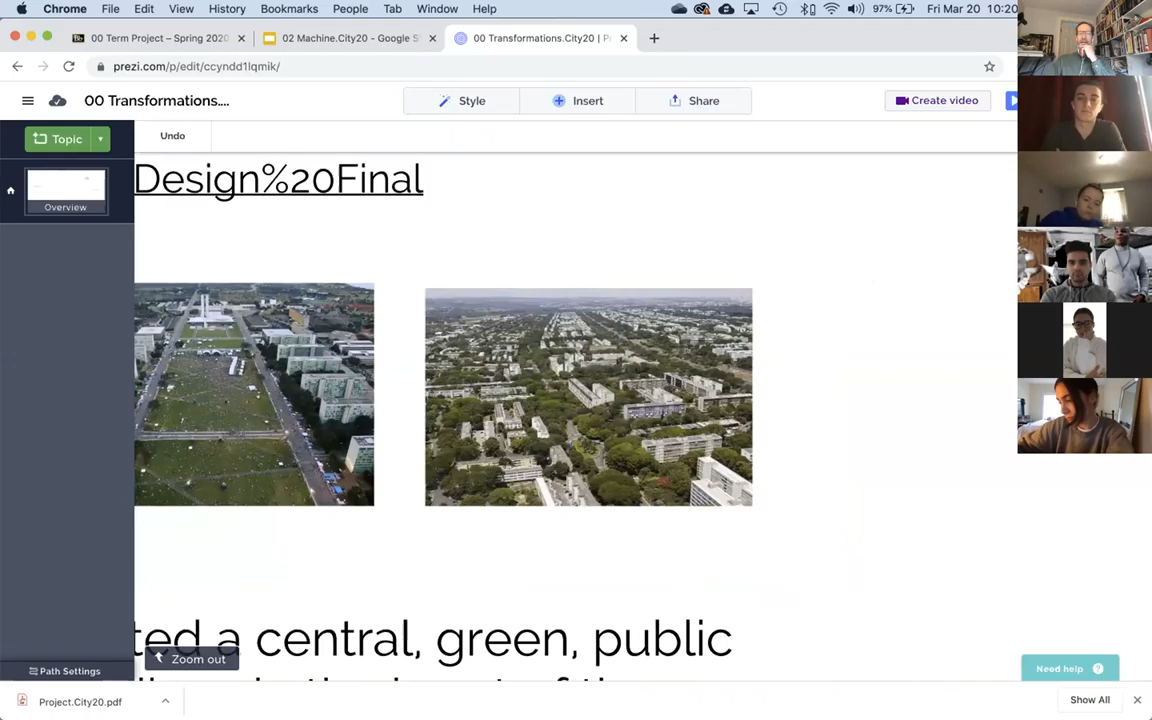 Chrome File Edit View History Bookmarks People Tab Window Help 97% Fri Mar 20 10:20
00 Term Project – Spring 2020 02 Machine.City20 - Google S 00 Transformations.City20 | P
prezi.com/p/edit/ccyndd1lqmik/
00 Transformations.... Style Insert Share Create video
Topic Undo
Design%20Final
Overview
ted a central, green, public
Zoom out
Path Settings
Need help ?
Project.City20.pdf Show All